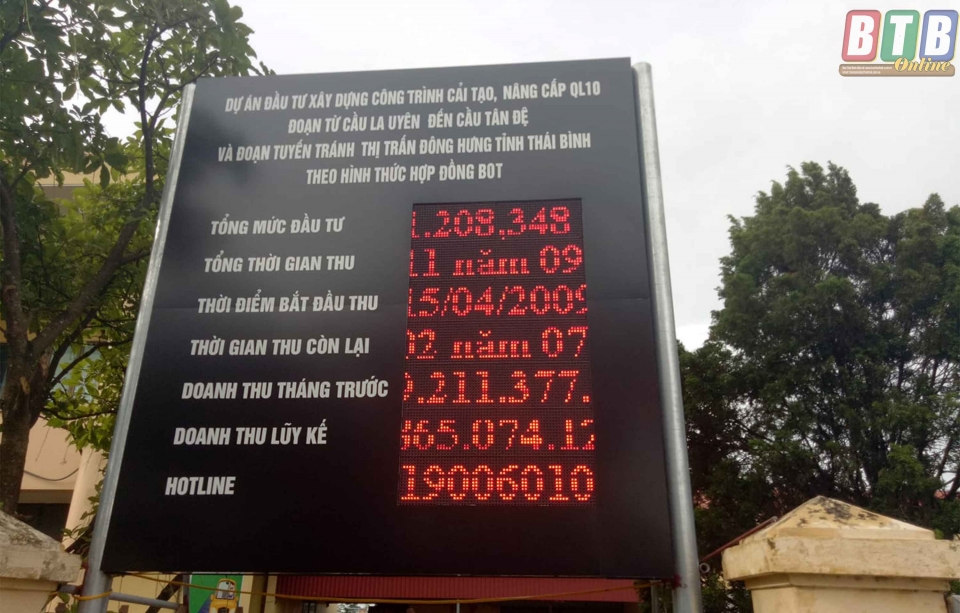 BTB
Online
DỰ ÁN ĐẦU TƯ XÂY DỰNG CÔNG TRÌNH CẢI TẠO, NÂNG CẤP QL10
ĐOẠN TỪ CẦU LA UYÊN ĐẾN CẦU TÂN ĐỆ
VÀ ĐOẠN TUYẾN TRÁNH THỊ TRẤN ĐÔNG HƯNG TỈNH THÁI BÌNH
THEO HÌNH THỨC HỢP ĐỒNG BOT
TỔNG MỨC ĐẦU TƯ 1.208.348
TỔNG THỜI GIAN THU 11 năm 09
THỜI ĐIỂM BẮT ĐẦU THU 15/04/2009
THỜI GIAN THU CÒN LẠI 02 năm 07
DOANH THU THÁNG TRƯỚC 9.211.377.
DOANH THU LŨY KẾ 465.074.12
HOTLINE 19006010